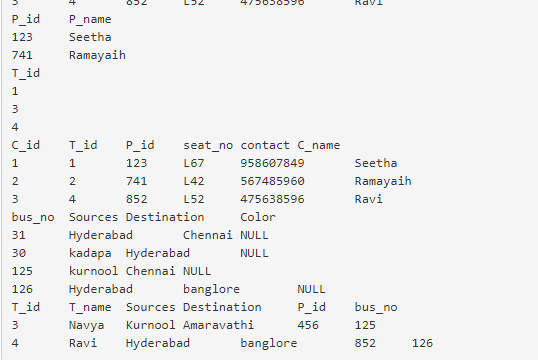 3 4 852 L52 475638596 Ravi
P_id P_name
123 Seetha
741 Ramayaih
T_id
1
3
4
C_id T_id P_id seat_no contact C_name
1 1 123 L67 958607849 Seetha
2 2 741 L42 567485960 Ramayaih
3 4 852 L52 475638596 Ravi
bus_no Sources Destination Color
31 Hyderabad Chennai NULL
30 kadapa Hyderabad NULL
125 kurnool Chennai NULL
126 Hyderabad banglore NULL
T_id T_name Sources Destination P_id bus_no
3 Navya Kurnool Amaravathi 456 125
4 Ravi Hyderabad banglore 852 126